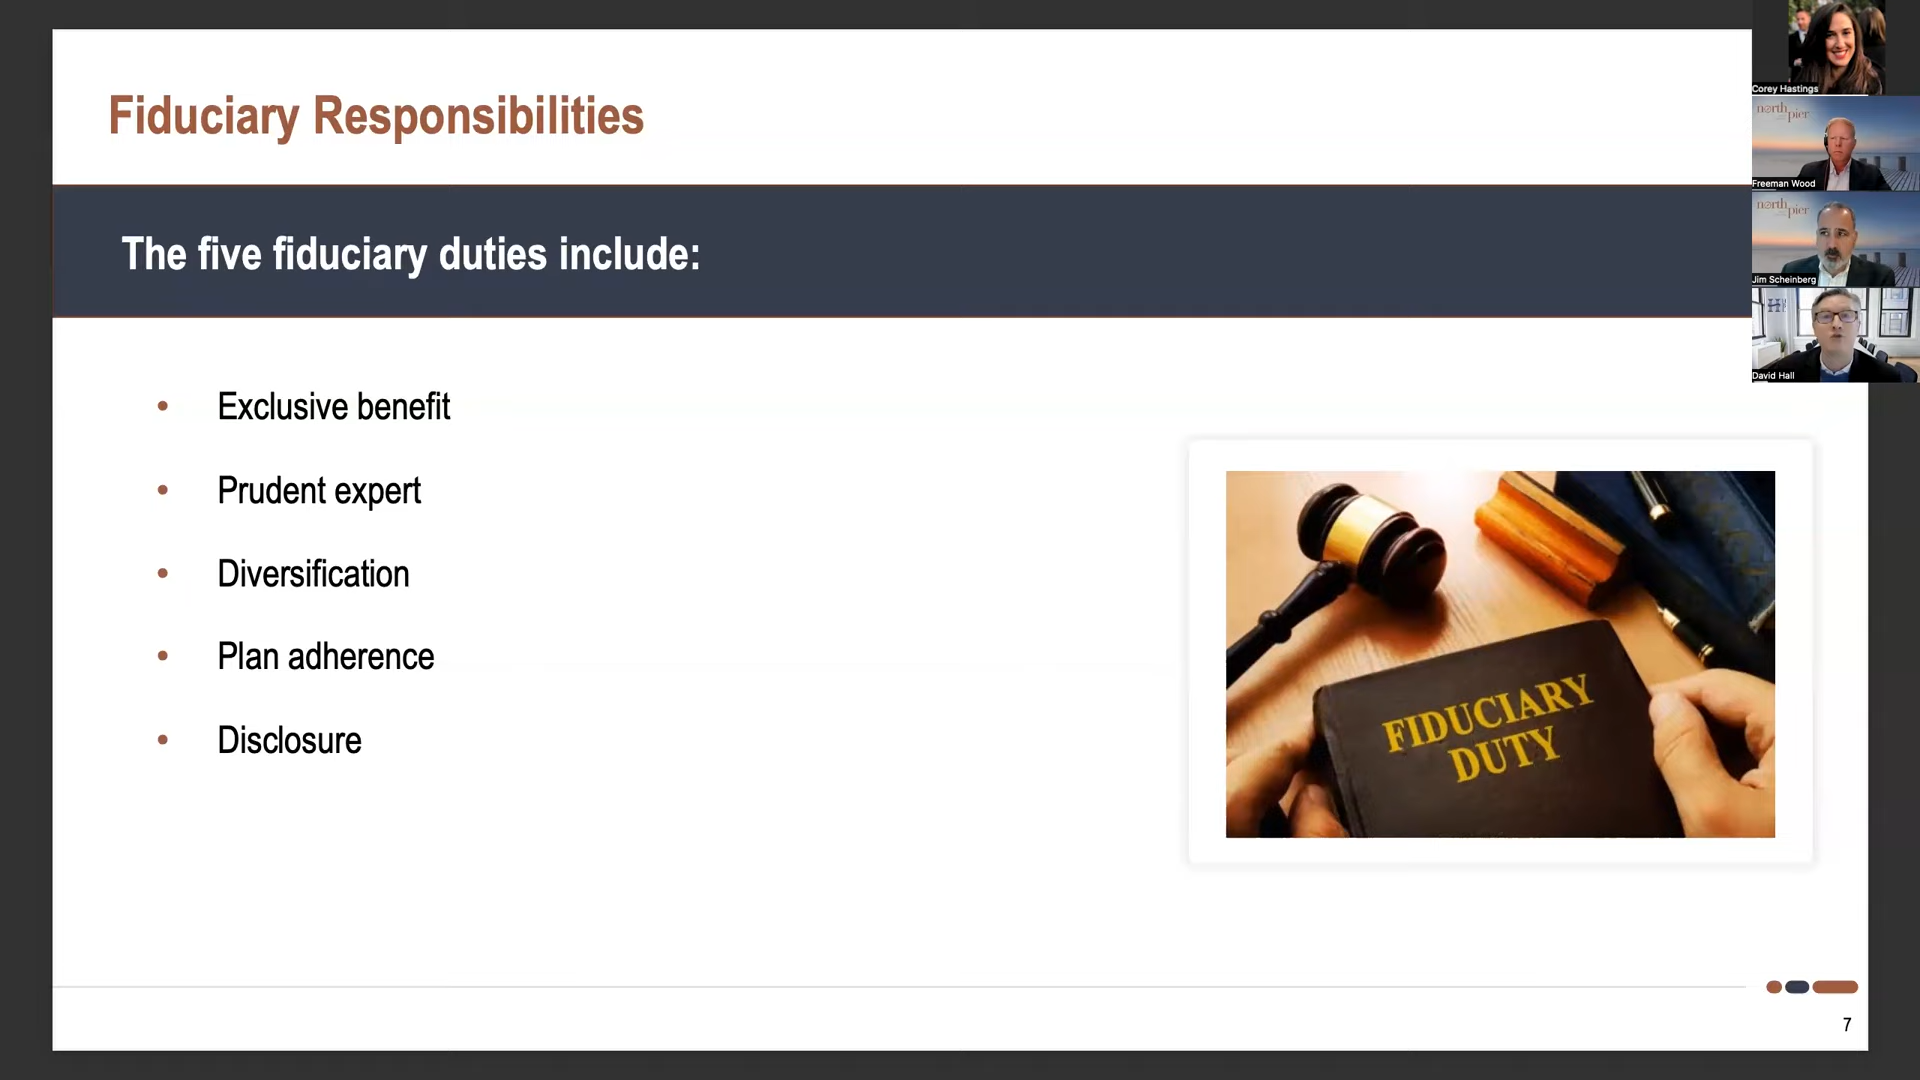 Fiduciary Responsibilities
The five fiduciary duties include:
• Exclusive benefit
• Prudent expert
• Diversification
• Plan adherence
• Disclosure
FIDUCIARY
DUTY
7
Corey Hastings
north
pier
Freeman Wood
north
pier
Jim Scheinberg
David Hall